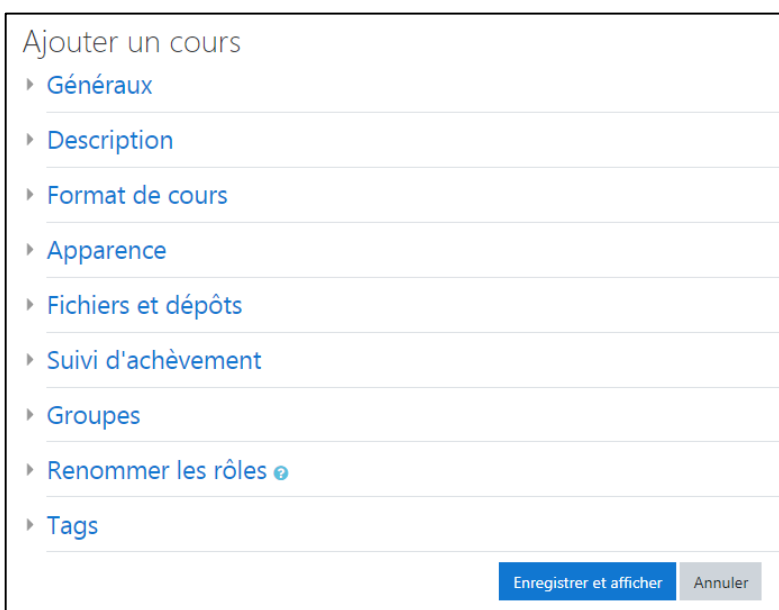 Ajouter un cours
Généraux
Description
Format de cours
Apparence
Fichiers et dépôts
Suivi d'achèvement
Groupes
Renommer les rôles ?
Tags
Enregistrer et afficher Annuler